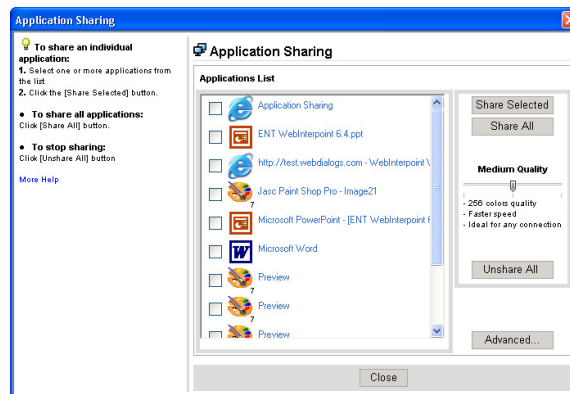 Application Sharing
To share an individual
application:
1. Select one or more applications from
the list
2. Click the [Share Selected] button.
● To share all applications:
Click [Share All] button.
● To stop sharing:
Click [Unshare All] button
More Help
Application Sharing
Applications List
Application Sharing
ENT WebInterpoint 6.4.ppt
http://test.webdialogs.com - WebInterpoint
7 Jasc Paint Shop Pro - Image21
Microsoft PowerPoint - [ENT WebInterpoint
W Microsoft Word
7 Preview
7 Preview
Preview
Share Selected
Share All
Medium Quality
- 256 colors quality
- Faster speed
- Ideal for any connection
Unshare All
Advanced...
Close